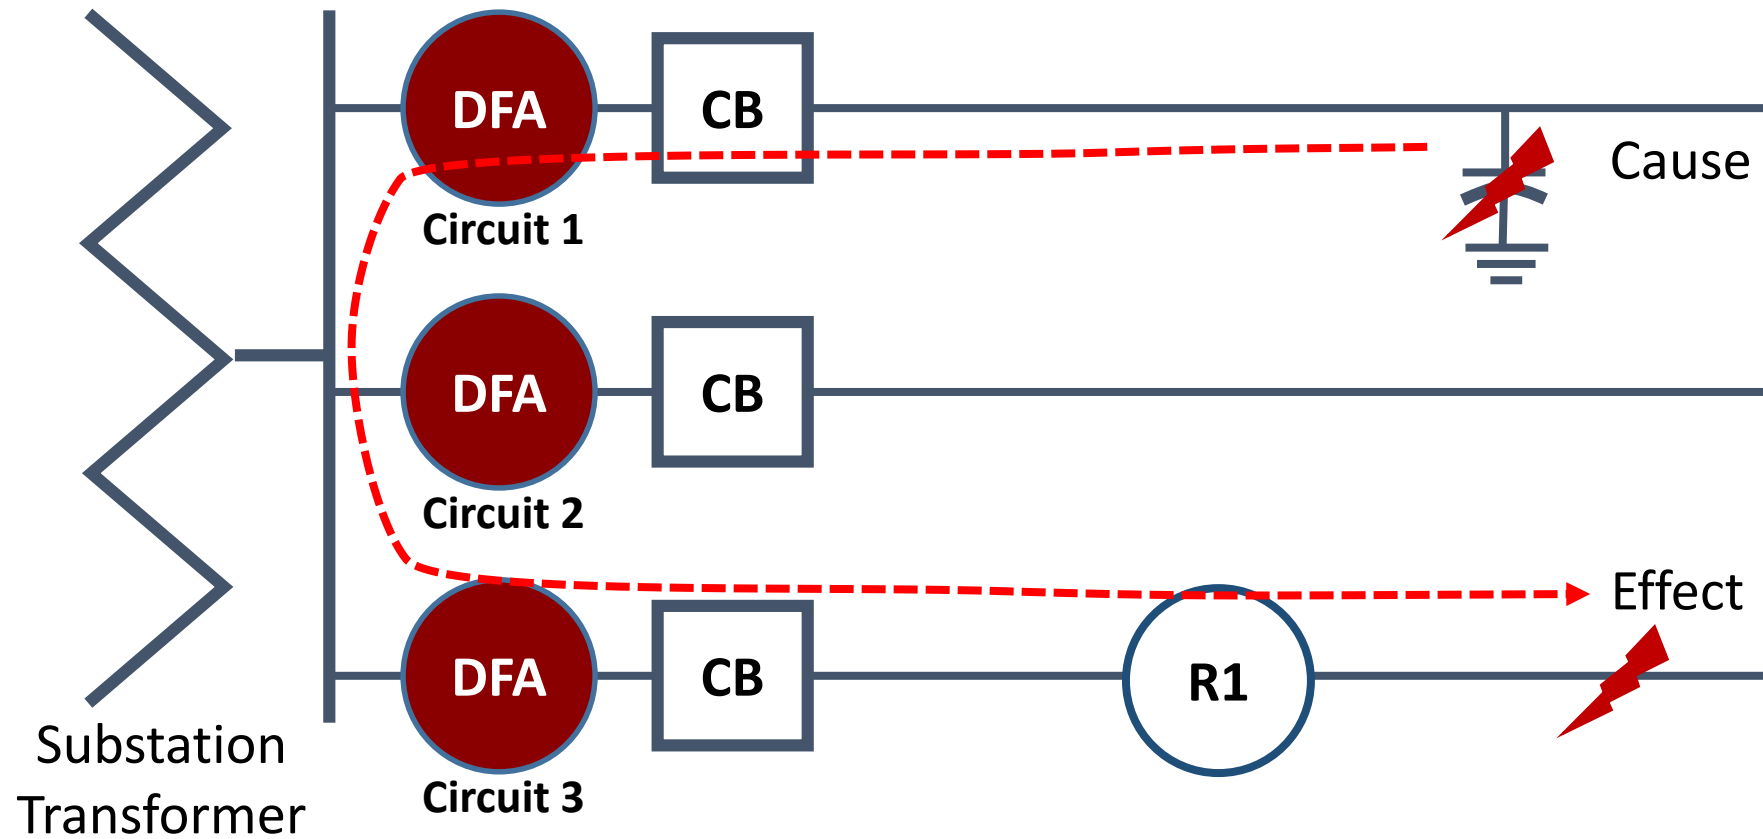 DFA
CB
Cause
Circuit 1
DFA
CB
Circuit 2
Effect
DFA
CB
R1
Circuit 3
Substation
Transformer